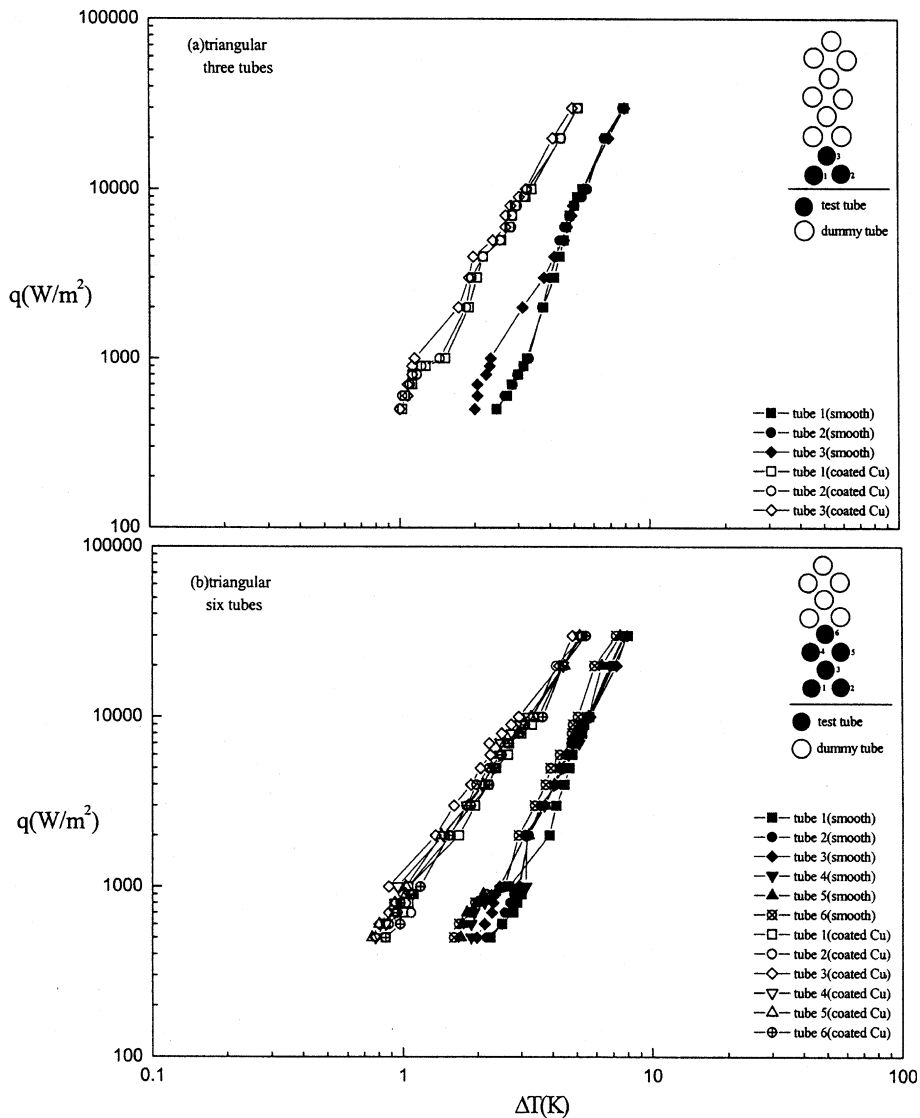 100000
(a)triangular
three tubes
3
1
2
test tube
dummy tube
10000
q(W/m²)
1000
tube 1(smooth)
tube 2(smooth)
tube 3(smooth)
tube 1(coated Cu)
tube 2(coated Cu)
tube 3(coated Cu)
100
100000
(b)triangular
six tubes
6
4
5
3
1
2
test tube
dummy tube
10000
q(W/m²)
tube 1(smooth)
tube 2(smooth)
tube 3(smooth)
tube 4(smooth)
tube 5(smooth)
tube 6(smooth)
1000
tube 1(coated Cu)
tube 2(coated Cu)
tube 3(coated Cu)
tube 4(coated Cu)
tube 5(coated Cu)
tube 6(coated Cu)
100
0.1
1
10
100
ΔT(K)